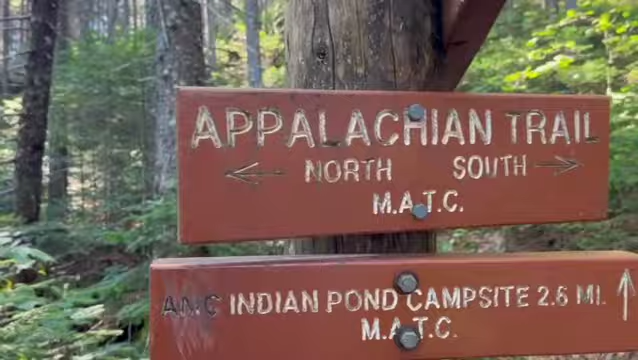 APPALACHIAN TRAIL
← NORTH SOUTH →
M.A.T.C.
AMC INDIAN POND CAMPSITE 2.6 MI. ↑
M.A.T.C.